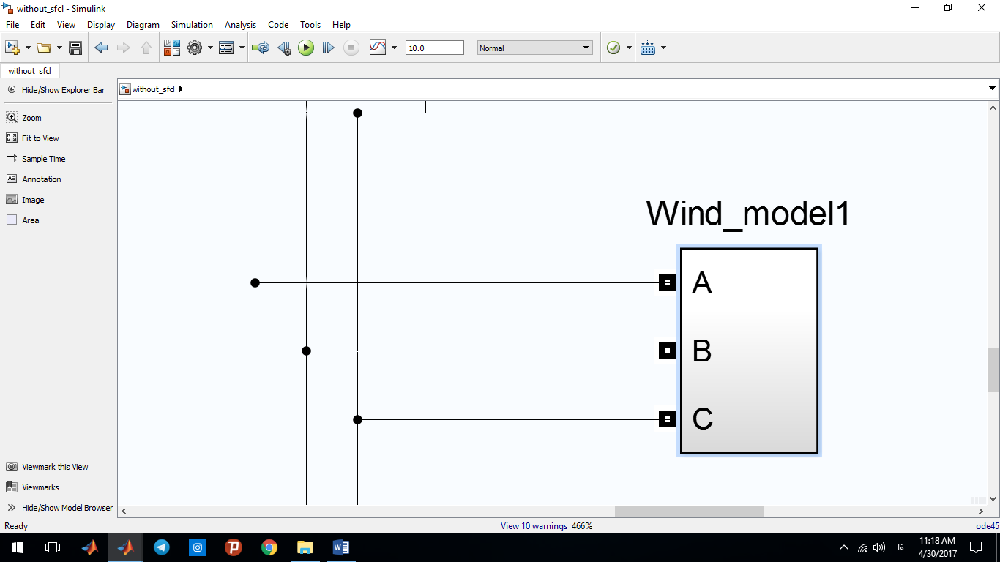 without_sfcl - Simulink
File Edit View Display Diagram Simulation Analysis Code Tools Help
10.0 Normal
without_sfcl
Hide/Show Explorer Bar
without_sfcl
Zoom
Fit to View
Sample Time
Annotation
Image
Area
Wind_model1
A
B
C
Viewmark this View
Viewmarks
Hide/Show Model Browser
Ready View 10 warnings 466% ode45
11:18 AM
فا
4/30/2017